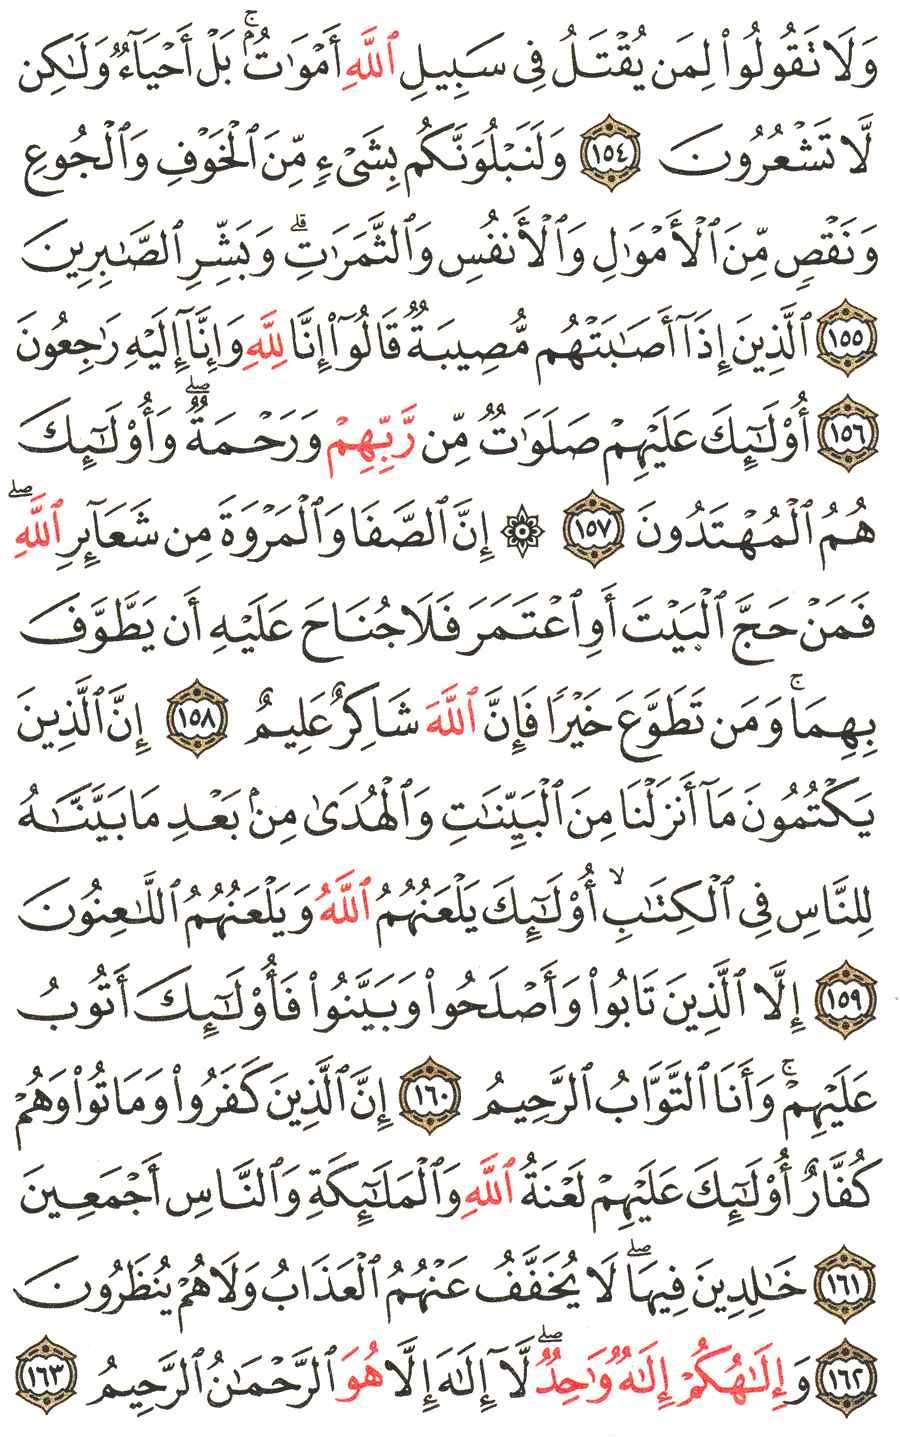 وَلَا تَقُولُوا۟ لِمَن يُقْتَلُ فِى سَبِيلِ ٱللَّهِ أَمْوَٰتٌۢ ۚ بَلْ أَحْيَآءٌ وَلَـٰكِن
لَّا تَشْعُرُونَ ١٥٤ وَلَنَبْلُوَنَّكُم بِشَىْءٍ مِّنَ ٱلْخَوْفِ وَٱلْجُوعِ
وَنَقْصٍ مِّنَ ٱلْأَمْوَٰلِ وَٱلْأَنفُسِ وَٱلثَّمَرَٰتِ ۗ وَبَشِّرِ ٱلصَّـٰبِرِينَ
١٥٥ ٱلَّذِينَ إِذَآ أَصَـٰبَتْهُم مُّصِيبَةٌ قَالُوٓا۟ إِنَّا لِلَّهِ وَإِنَّآ إِلَيْهِ رَٰجِعُونَ
١٥٦ أُو۟لَـٰٓئِكَ عَلَيْهِمْ صَلَوَٰتٌ مِّن رَّبِّهِمْ وَرَحْمَةٌ ۖ وَأُو۟لَـٰٓئِكَ
هُمُ ٱلْمُهْتَدُونَ ١٥٧ ۞ إِنَّ ٱلصَّفَا وَٱلْمَرْوَةَ مِن شَعَآئِرِ ٱللَّهِ ۖ
فَمَنْ حَجَّ ٱلْبَيْتَ أَوِ ٱعْتَمَرَ فَلَا جُنَاحَ عَلَيْهِ أَن يَطَّوَّفَ
بِهِمَا ۚ وَمَن تَطَوَّعَ خَيْرًا فَإِنَّ ٱللَّهَ شَاكِرٌ عَلِيمٌ ١٥٨ إِنَّ ٱلَّذِينَ
يَكْتُمُونَ مَآ أَنزَلْنَا مِنَ ٱلْبَيِّنَـٰتِ وَٱلْهُدَىٰ مِنۢ بَعْدِ مَا بَيَّنَّـٰهُ
لِلنَّاسِ فِى ٱلْكِتَـٰبِ ۙ أُو۟لَـٰٓئِكَ يَلْعَنُهُمُ ٱللَّهُ وَيَلْعَنُهُمُ ٱللَّـٰعِنُونَ
١٥٩ إِلَّا ٱلَّذِينَ تَابُوا۟ وَأَصْلَحُوا۟ وَبَيَّنُوا۟ فَأُو۟لَـٰٓئِكَ أَتُوبُ
عَلَيْهِمْ ۚ وَأَنَا ٱلتَّوَّابُ ٱلرَّحِيمُ ١٦٠ إِنَّ ٱلَّذِينَ كَفَرُوا۟ وَمَاتُوا۟ وَهُمْ
كُفَّارٌ أُو۟لَـٰٓئِكَ عَلَيْهِمْ لَعْنَةُ ٱللَّهِ وَٱلْمَلَـٰٓئِكَةِ وَٱلنَّاسِ أَجْمَعِينَ
١٦١ خَـٰلِدِينَ فِيهَا ۖ لَا يُخَفَّفُ عَنْهُمُ ٱلْعَذَابُ وَلَا هُمْ يُنظَرُونَ
١٦٢ وَإِلَـٰهُكُمْ إِلَـٰهٌ وَٰحِدٌ ۖ لَّآ إِلَـٰهَ إِلَّا هُوَ ٱلرَّحْمَـٰنُ ٱلرَّحِيمُ ١٦٣